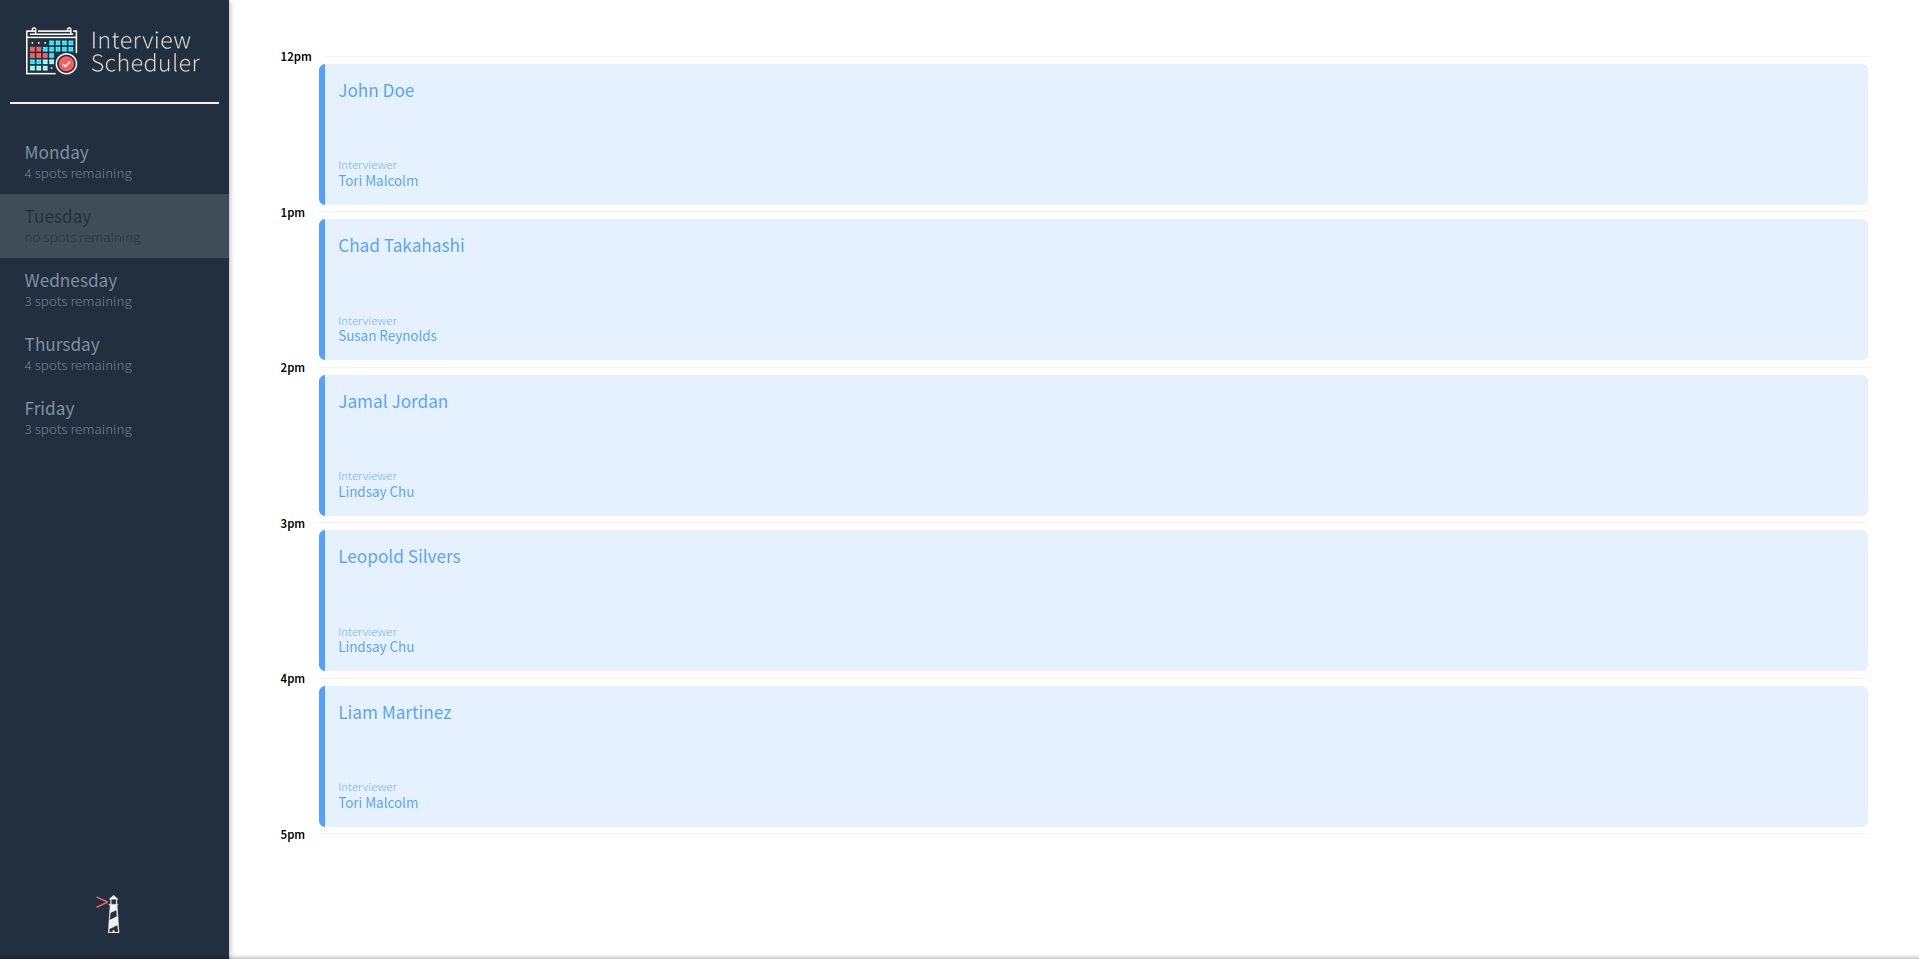 Interview
Scheduler
Monday
4 spots remaining
Tuesday
no spots remaining
Wednesday
3 spots remaining
Thursday
4 spots remaining
Friday
3 spots remaining
12pm
John Doe
Interviewer
Tori Malcolm
1pm
Chad Takahashi
Interviewer
Susan Reynolds
2pm
Jamal Jordan
Interviewer
Lindsay Chu
3pm
Leopold Silvers
Interviewer
Lindsay Chu
4pm
Liam Martinez
Interviewer
Tori Malcolm
5pm